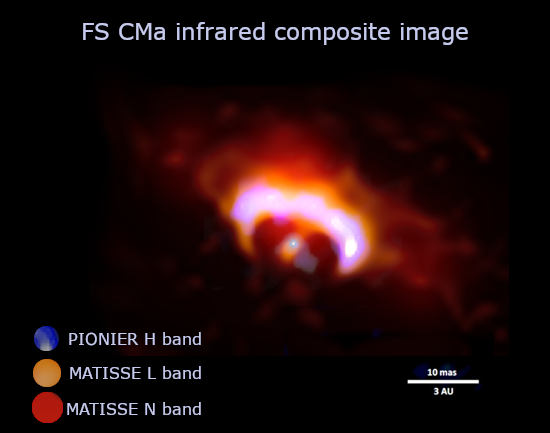 FS CMa infrared composite image
PIONIER H band
MATISSE L band
MATISSE N band
10 mas
3 AU